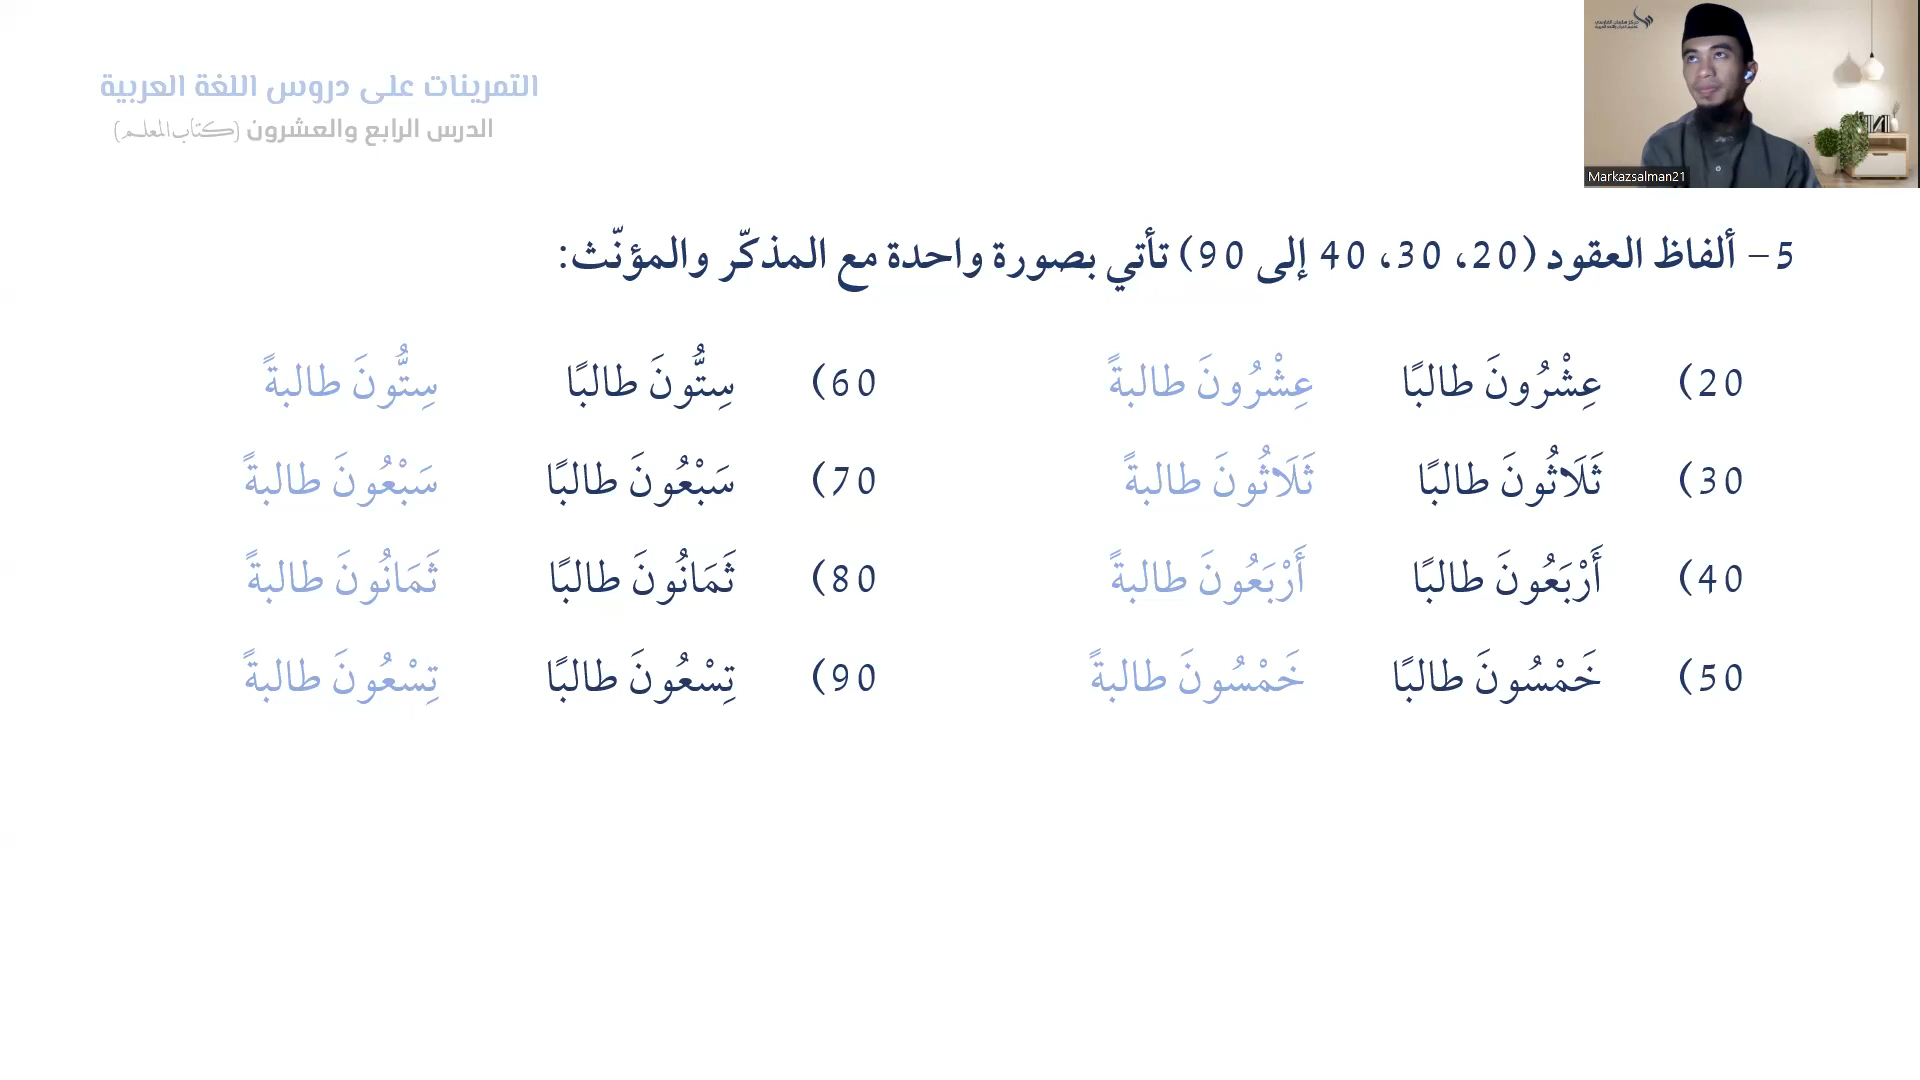 التمرينات على دروس اللغة العربية
الدرس الرابع والعشرون (كتاب المعلم)
Markazsalman21
5- ألفاظ العقود (20، 30، 40 إلى 90) تأتي بصورة واحدة مع المذكّر والمؤنّث:
20) عِشْرُونَ طالبًا عِشْرُونَ طالبةً
30) ثَلَاثُونَ طالبًا ثَلَاثُونَ طالبةً
40) أَرْبَعُونَ طالبًا أَرْبَعُونَ طالبةً
50) خَمْسُونَ طالبًا خَمْسُونَ طالبةً
60) سِتُّونَ طالبًا سِتُّونَ طالبةً
70) سَبْعُونَ طالبًا سَبْعُونَ طالبةً
80) ثَمَانُونَ طالبًا ثَمَانُونَ طالبةً
90) تِسْعُونَ طالبًا تِسْعُونَ طالبةً